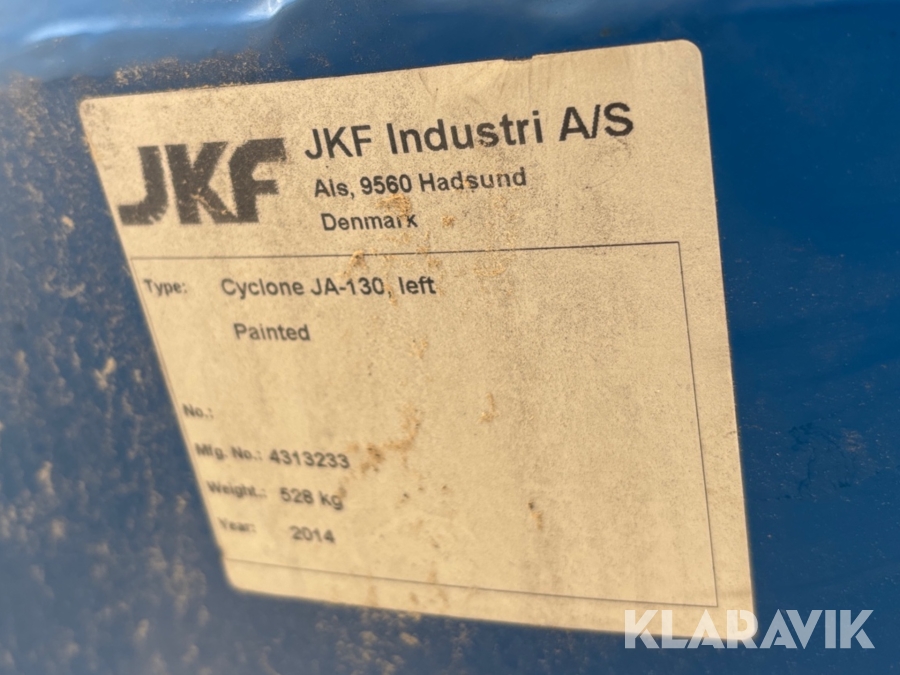 JKF
JKF Industri A/S
Als, 9560 Hadsund
Denmark
Type: Cyclone JA-130, left
Painted
No.:
Mfg. No.: 4313233
Weight.: 528 kg
Year: 2014
KLARAVIK